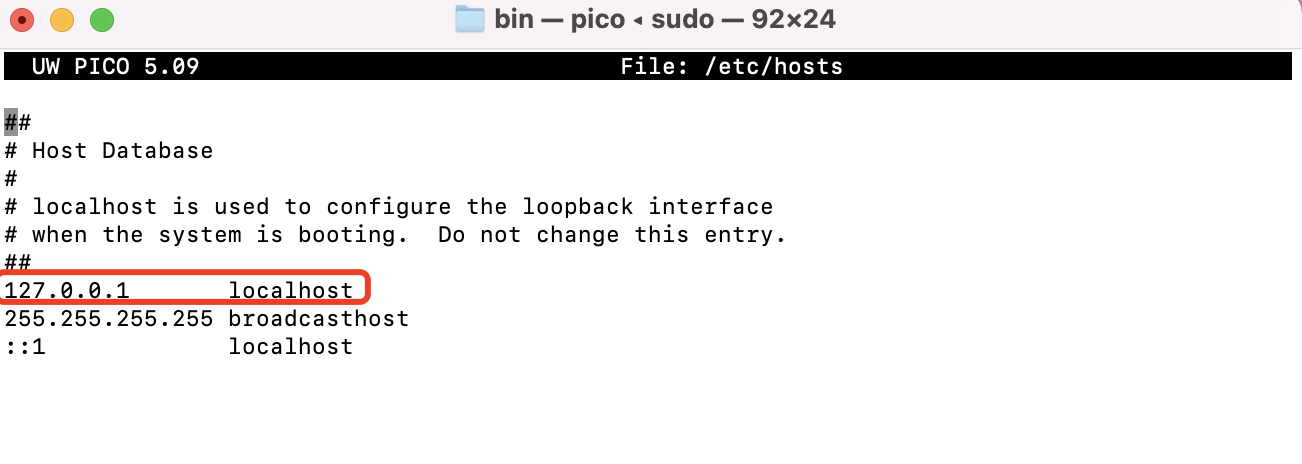 bin — pico ◂ sudo — 92×24
UW PICO 5.09 File: /etc/hosts
##
# Host Database
#
# localhost is used to configure the loopback interface
# when the system is booting.  Do not change this entry.
##
127.0.0.1       localhost
255.255.255.255 broadcasthost
::1             localhost